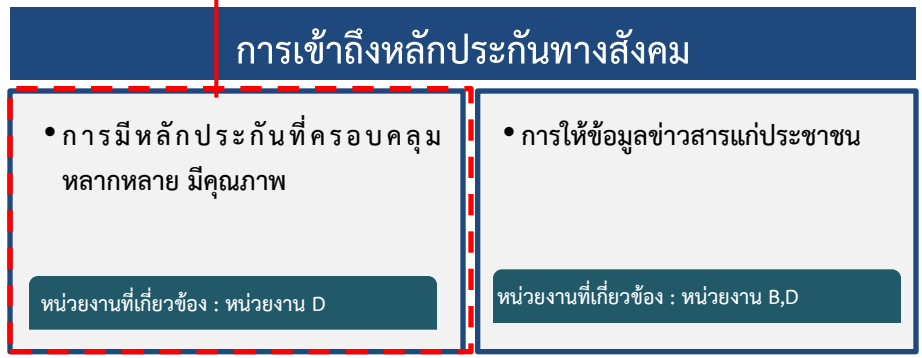 การเข้าถึงหลักประกันทางสังคม
• การมีหลักประกันที่ครอบคลุม
หลากหลาย มีคุณภาพ
หน่วยงานที่เกี่ยวข้อง : หน่วยงาน D
• การให้ข้อมูลข่าวสารแก่ประชาชน
หน่วยงานที่เกี่ยวข้อง : หน่วยงาน B,D